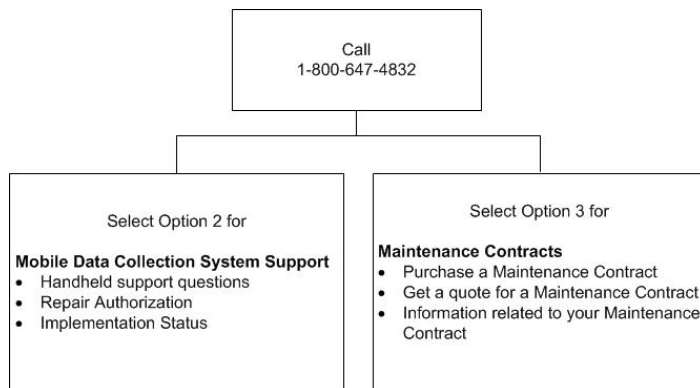 Call
1-800-647-4832
Select Option 2 for
Mobile Data Collection System Support
• Handheld support questions
• Repair Authorization
• Implementation Status
Select Option 3 for
Maintenance Contracts
• Purchase a Maintenance Contract
• Get a quote for a Maintenance Contract
• Information related to your Maintenance
Contract